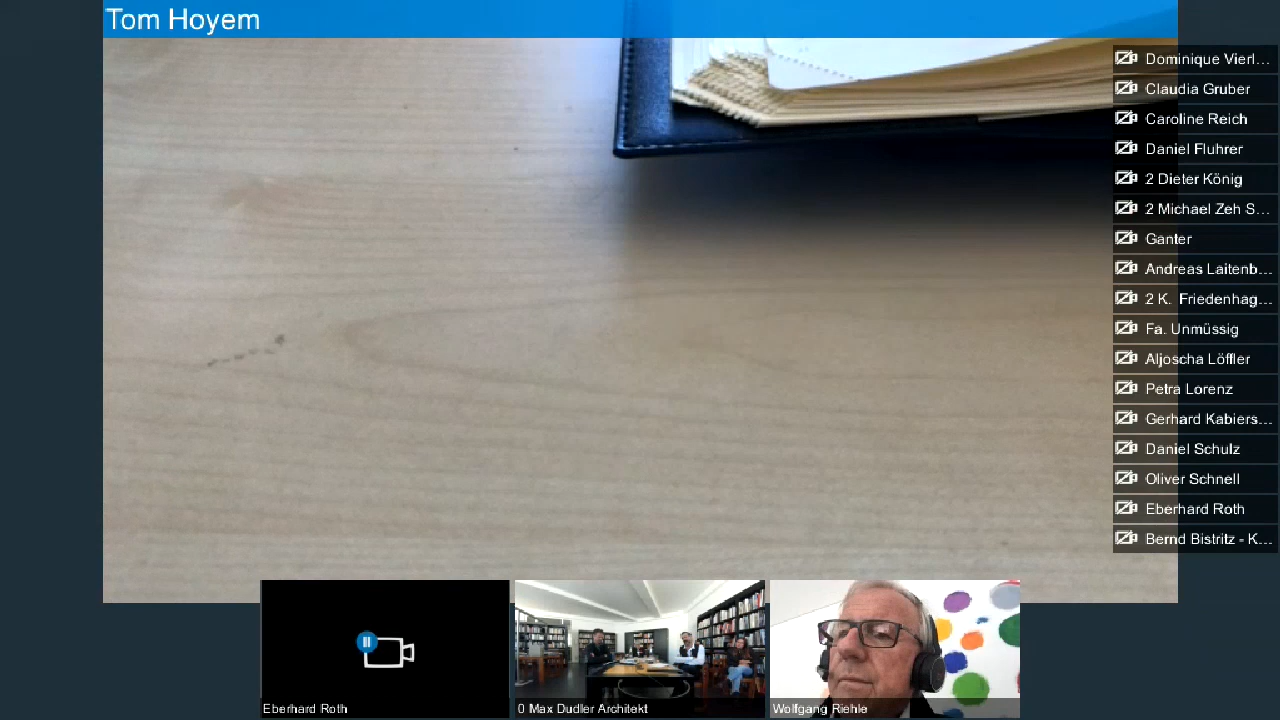 Tom Hoyem
Dominique Vierl...
Claudia Gruber
Caroline Reich
Daniel Fluhrer
2 Dieter König
2 Michael Zeh S...
Ganter
Andreas Laitenb...
2 K. Friedenhag...
Fa. Unmüssig
Aljoscha Löffler
Petra Lorenz
Gerhard Kabiers...
Daniel Schulz
Oliver Schnell
Eberhard Roth
Bernd Bistritz - K...
Eberhard Roth
0 Max Dudler Architekt
Wolfgang Riehle